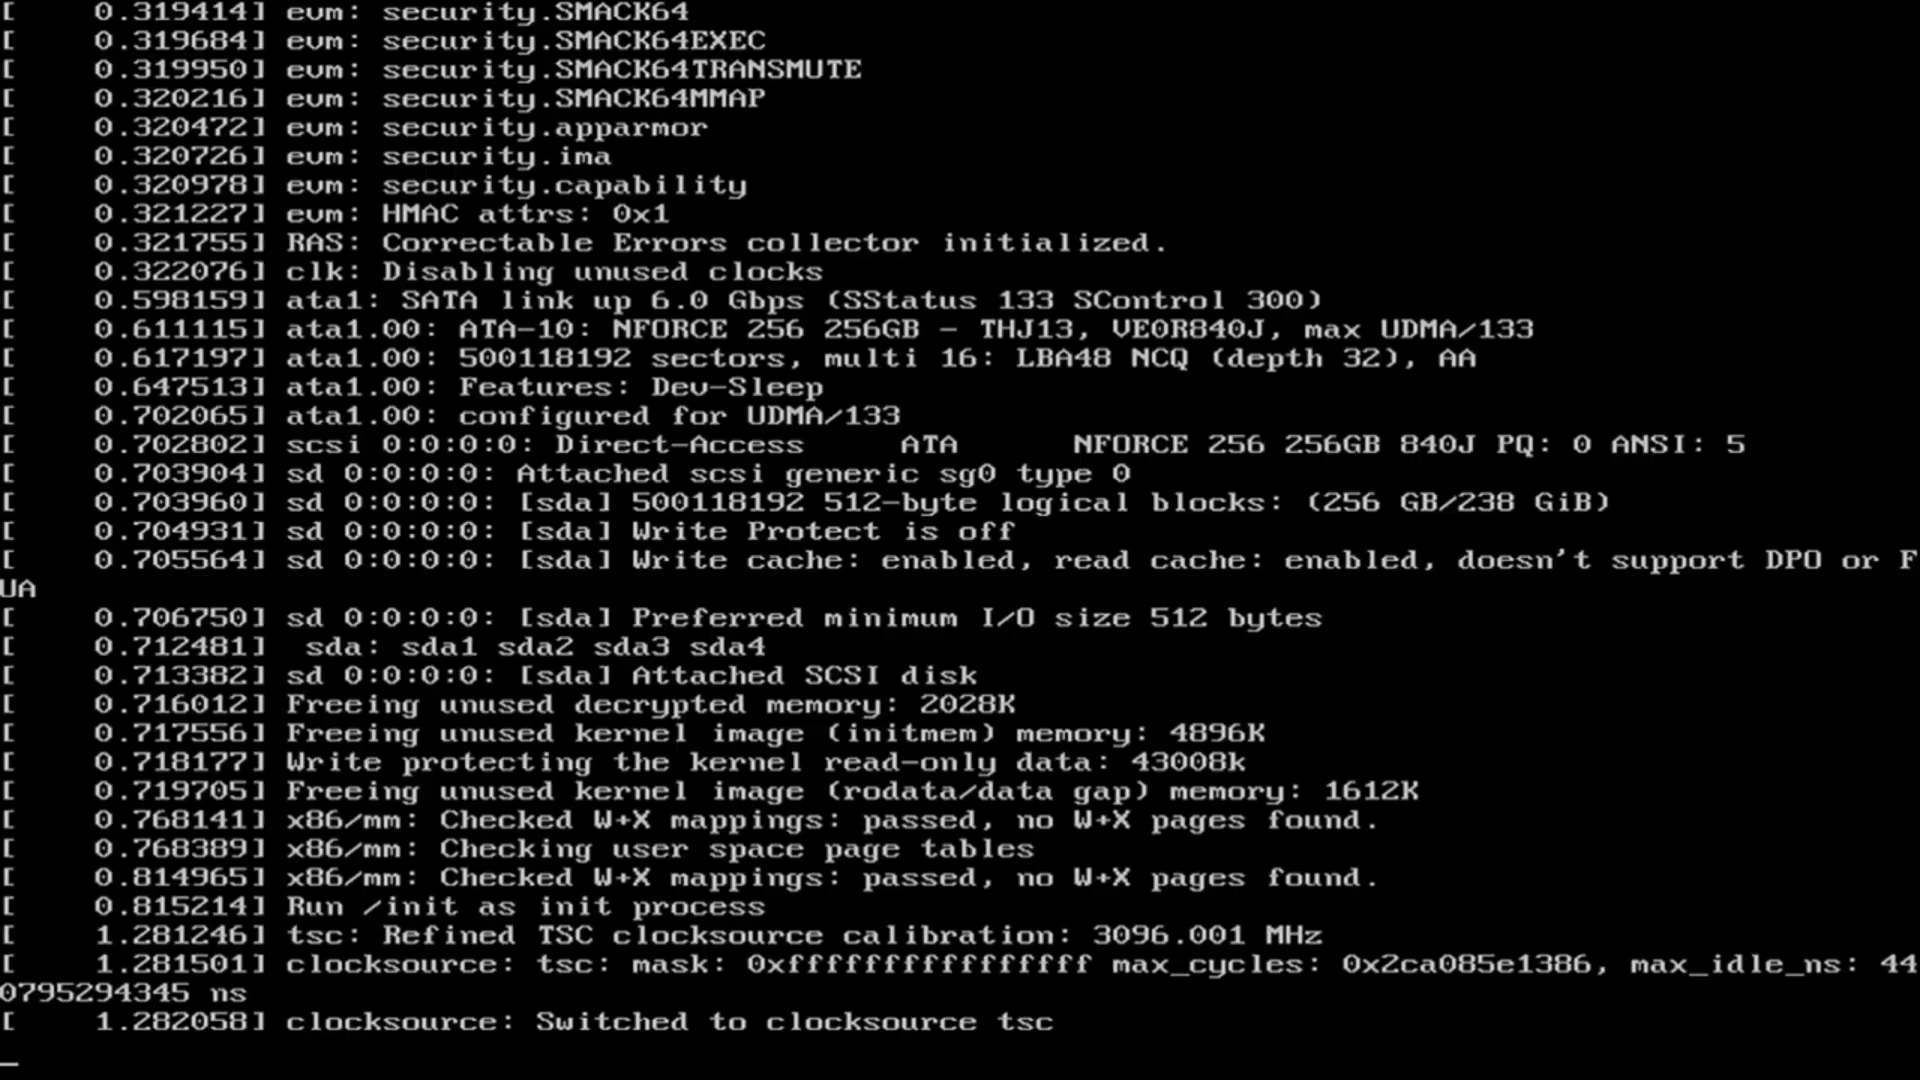 [    0.319414] evm: security.SMACK64
[    0.319684] evm: security.SMACK64EXEC
[    0.319950] evm: security.SMACK64TRANSMUTE
[    0.320216] evm: security.SMACK64MMAP
[    0.320472] evm: security.apparmor
[    0.320726] evm: security.ima
[    0.320978] evm: security.capability
[    0.321227] evm: HMAC attrs: 0x1
[    0.321755] RAS: Correctable Errors collector initialized.
[    0.322076] clk: Disabling unused clocks
[    0.598159] ata1: SATA link up 6.0 Gbps (SStatus 133 SControl 300)
[    0.611115] ata1.00: ATA-10: NFORCE 256 256GB - THJ13, VE0R840J, max UDMA/133
[    0.617197] ata1.00: 500118192 sectors, multi 16: LBA48 NCQ (depth 32), AA
[    0.647513] ata1.00: Features: Dev-Sleep
[    0.702065] ata1.00: configured for UDMA/133
[    0.702802] scsi 0:0:0:0: Direct-Access     ATA      NFORCE 256 256GB 840J PQ: 0 ANSI: 5
[    0.703904] sd 0:0:0:0: Attached scsi generic sg0 type 0
[    0.703960] sd 0:0:0:0: [sda] 500118192 512-byte logical blocks: (256 GB/238 GiB)
[    0.704931] sd 0:0:0:0: [sda] Write Protect is off
[    0.705564] sd 0:0:0:0: [sda] Write cache: enabled, read cache: enabled, doesn't support DPO or F
UA
[    0.706750] sd 0:0:0:0: [sda] Preferred minimum I/O size 512 bytes
[    0.712481]  sda: sda1 sda2 sda3 sda4
[    0.713382] sd 0:0:0:0: [sda] Attached SCSI disk
[    0.716012] Freeing unused decrypted memory: 2028K
[    0.717556] Freeing unused kernel image (initmem) memory: 4896K
[    0.718177] Write protecting the kernel read-only data: 43008k
[    0.719705] Freeing unused kernel image (rodata/data gap) memory: 1612K
[    0.768141] x86/mm: Checked W+X mappings: passed, no W+X pages found.
[    0.768389] x86/mm: Checking user space page tables
[    0.814965] x86/mm: Checked W+X mappings: passed, no W+X pages found.
[    0.815214] Run /init as init process
[    1.281246] tsc: Refined TSC clocksource calibration: 3096.001 MHz
[    1.281501] clocksource: tsc: mask: 0xffffffffffffffff max_cycles: 0x2ca085e1386, max_idle_ns: 44
0795294345 ns
[    1.282058] clocksource: Switched to clocksource tsc
_